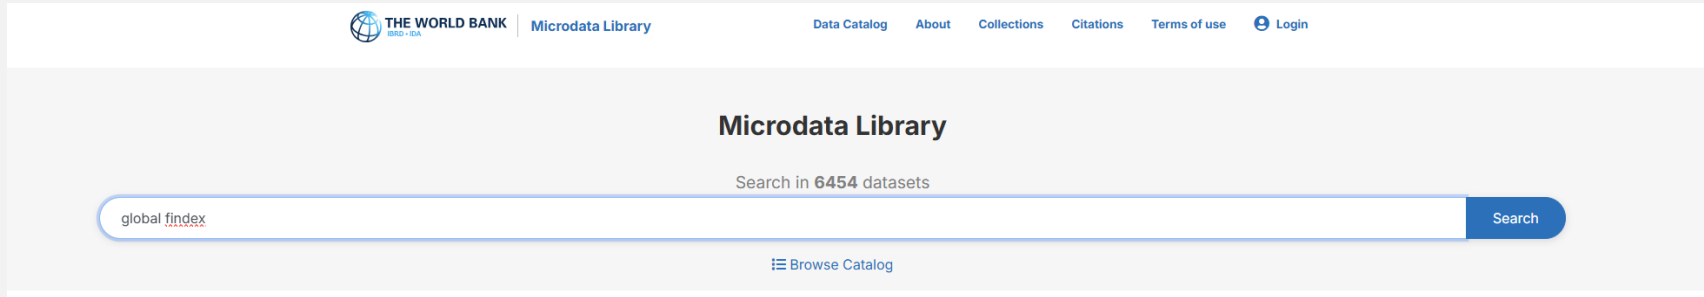 THE WORLD BANK
IBRD • IDA
Microdata Library
Data Catalog About Collections Citations Terms of use Login
Microdata Library
Search in 6454 datasets
global findex
Search
Browse Catalog